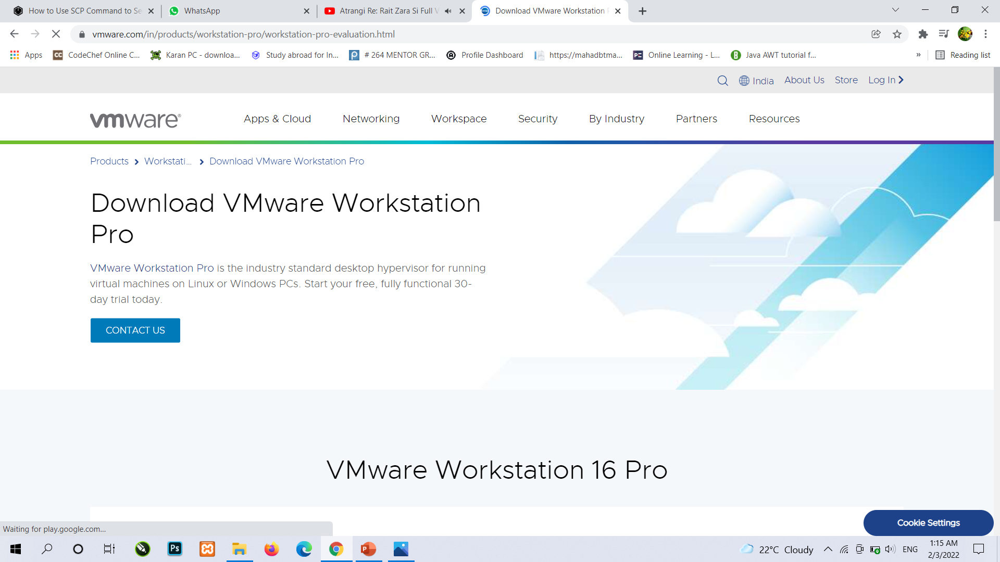 How to Use SCP Command to Se
WhatsApp
Atrangi Re: Rait Zara Si Full V
Download VMware Workstation P
vmware.com/in/products/workstation-pro/workstation-pro-evaluation.html
Apps
CodeChef Online C...
Karan PC - downloa...
Study abroad for In...
# 264 MENTOR GR...
Profile Dashboard
https://mahadbtma...
Online Learning - L...
Java AWT tutorial f...
»
Reading list
India
About Us
Store
Log In
vmware®
Apps & Cloud
Networking
Workspace
Security
By Industry
Partners
Resources
Products
Workstati...
Download VMware Workstation Pro
Download VMware Workstation
Pro
VMware Workstation Pro is the industry standard desktop hypervisor for running
virtual machines on Linux or Windows PCs. Start your free, fully functional 30-
day trial today.
CONTACT US
VMware Workstation 16 Pro
Cookie Settings
Waiting for play.google.com...
Ps
P
22°C Cloudy
ENG
1:15 AM
2/3/2022